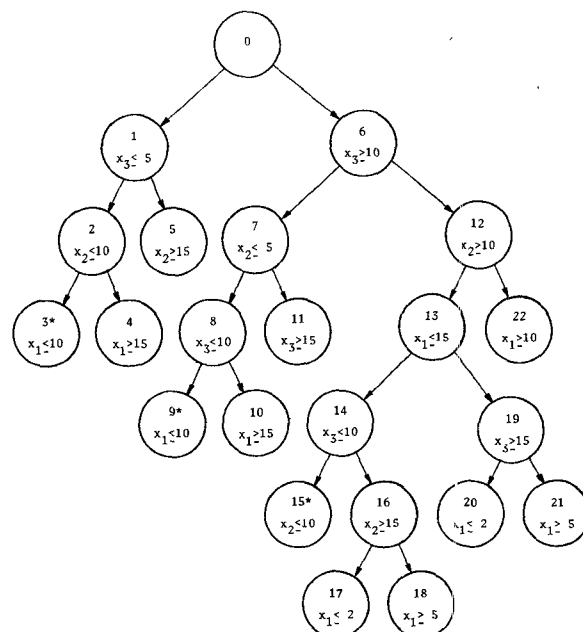 0
1
x₃≤ 5
6
x₃≥10
2
x₂≤10
5
x₂≥15
7
x₂≤ 5
12
x₂≥10
3*
x₁≤10
4
x₁≥15
8
x₃≤10
11
x₃≥15
13
x₁≤15
22
x₁≥10
9*
x₁≤10
10
x₁≥15
14
x₃≤10
19
x₃≥15
15*
x₂≤10
16
x₂≥15
20
x₁≤ 2
21
x₁≥ 5
17
x₁≤ 2
18
x₁≥ 5